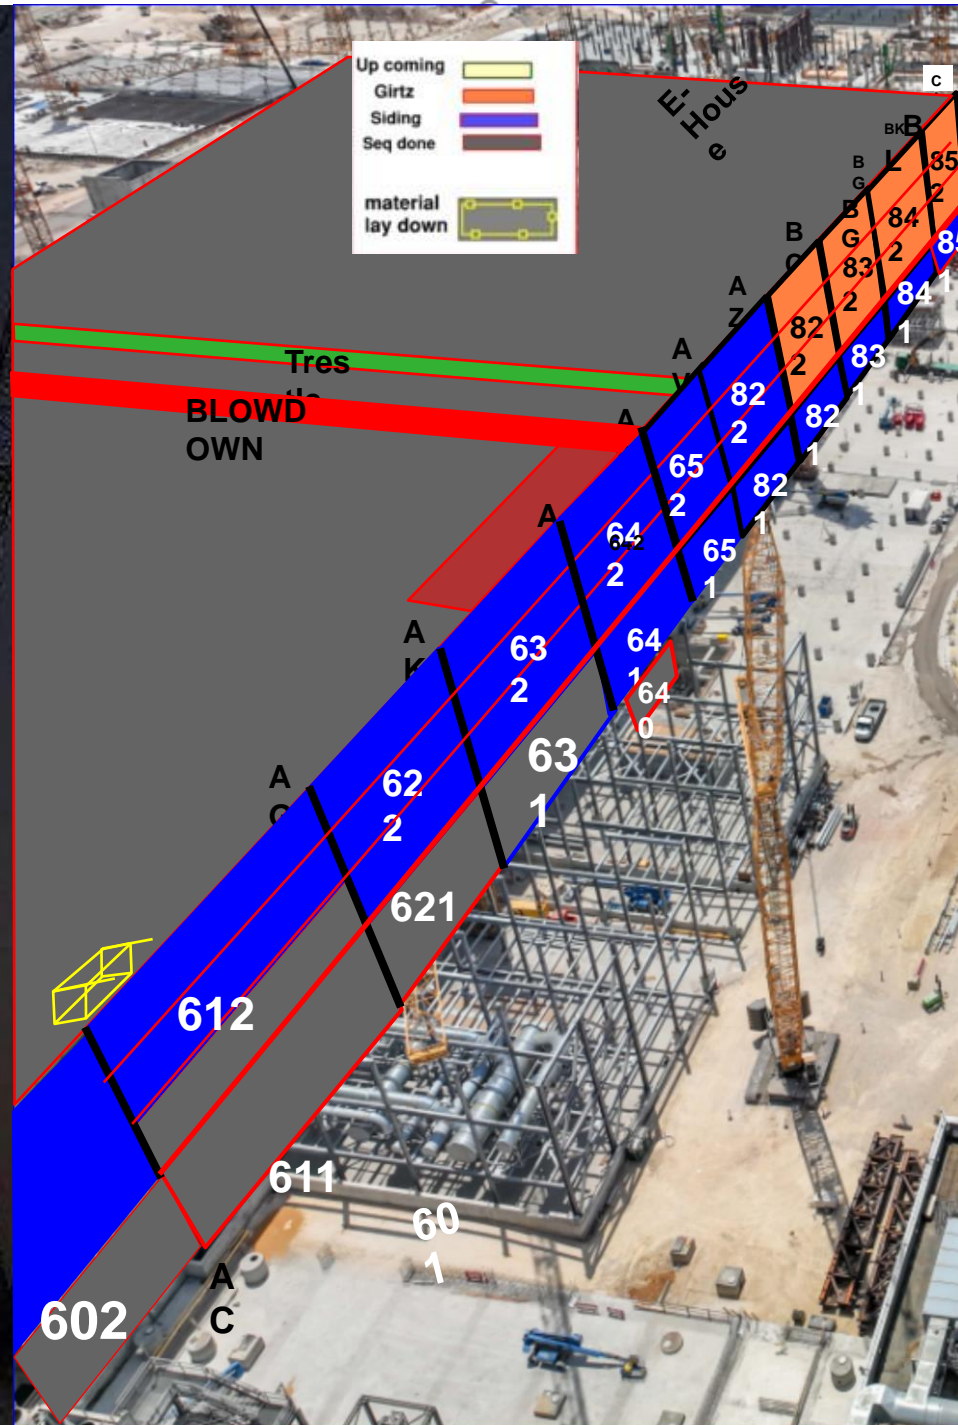 Up coming
Girtz
Siding
Seq done
material
lay down
E-
Hous
e
C
BK
B
L
85
2
B
G
B
G
84
2
85
1
B
83
2
84
1
A
Z
82
2
83
1
A
82
2
82
1
Tres
BLOWD
OWN
A
65
2
82
1
A
64
2
642
65
1
A
K
63
2
64
1
64
0
A
62
2
63
1
621
612
611
60
1
A
C
602